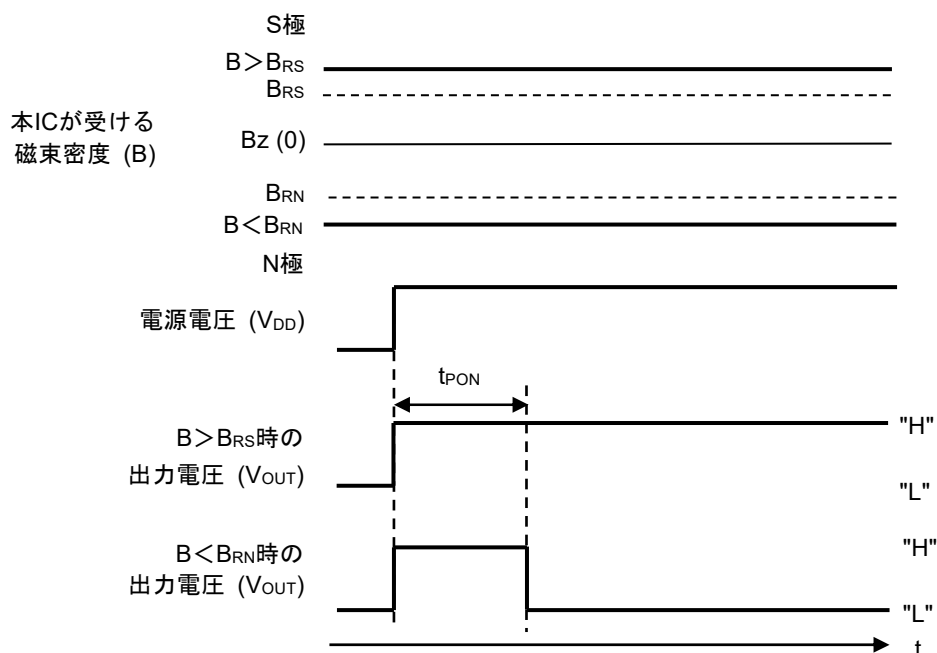 S極
B＞BRS
BRS
本ICが受ける
磁束密度 (B)
Bz (0)
BRN
B＜BRN
N極
電源電圧 (VDD)
tPON
B＞BRS時の
出力電圧 (VOUT)
"H"
"L"
B＜BRN時の
出力電圧 (VOUT)
"H"
"L"
t